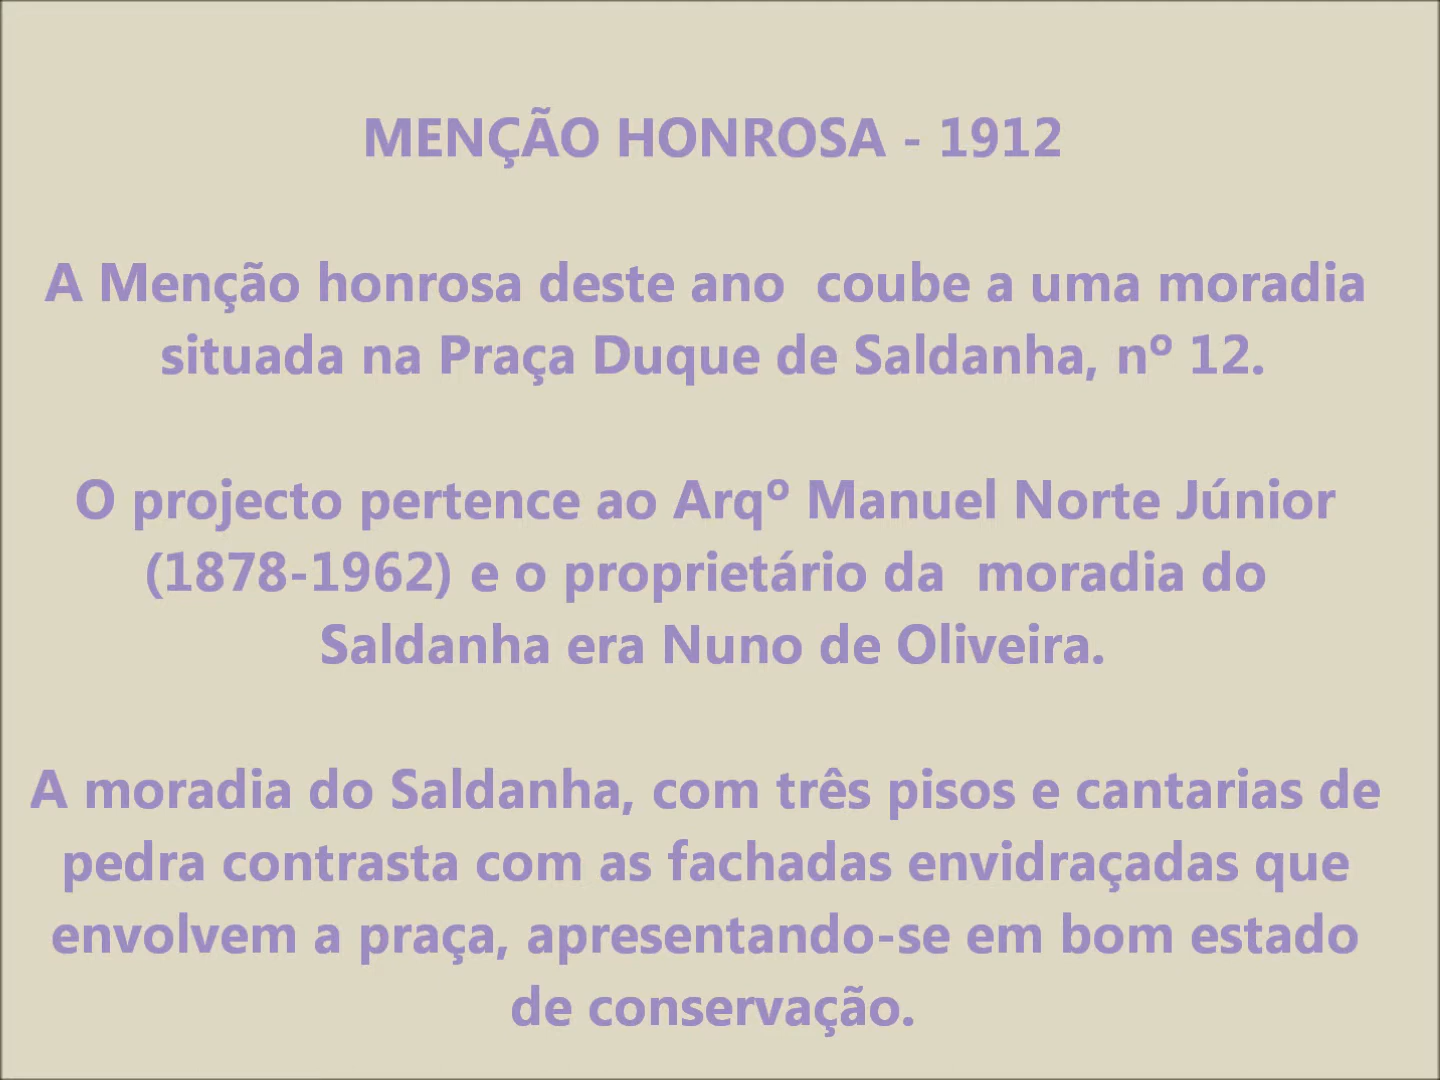 MENÇÃO HONROSA - 1912
A Menção honrosa deste ano  coube a uma moradia
situada na Praça Duque de Saldanha, nº 12.
O projecto pertence ao Arqº Manuel Norte Júnior
(1878-1962) e o proprietário da  moradia do
Saldanha era Nuno de Oliveira.
A moradia do Saldanha, com três pisos e cantarias de
pedra contrasta com as fachadas envidraçadas que
envolvem a praça, apresentando-se em bom estado
de conservação.